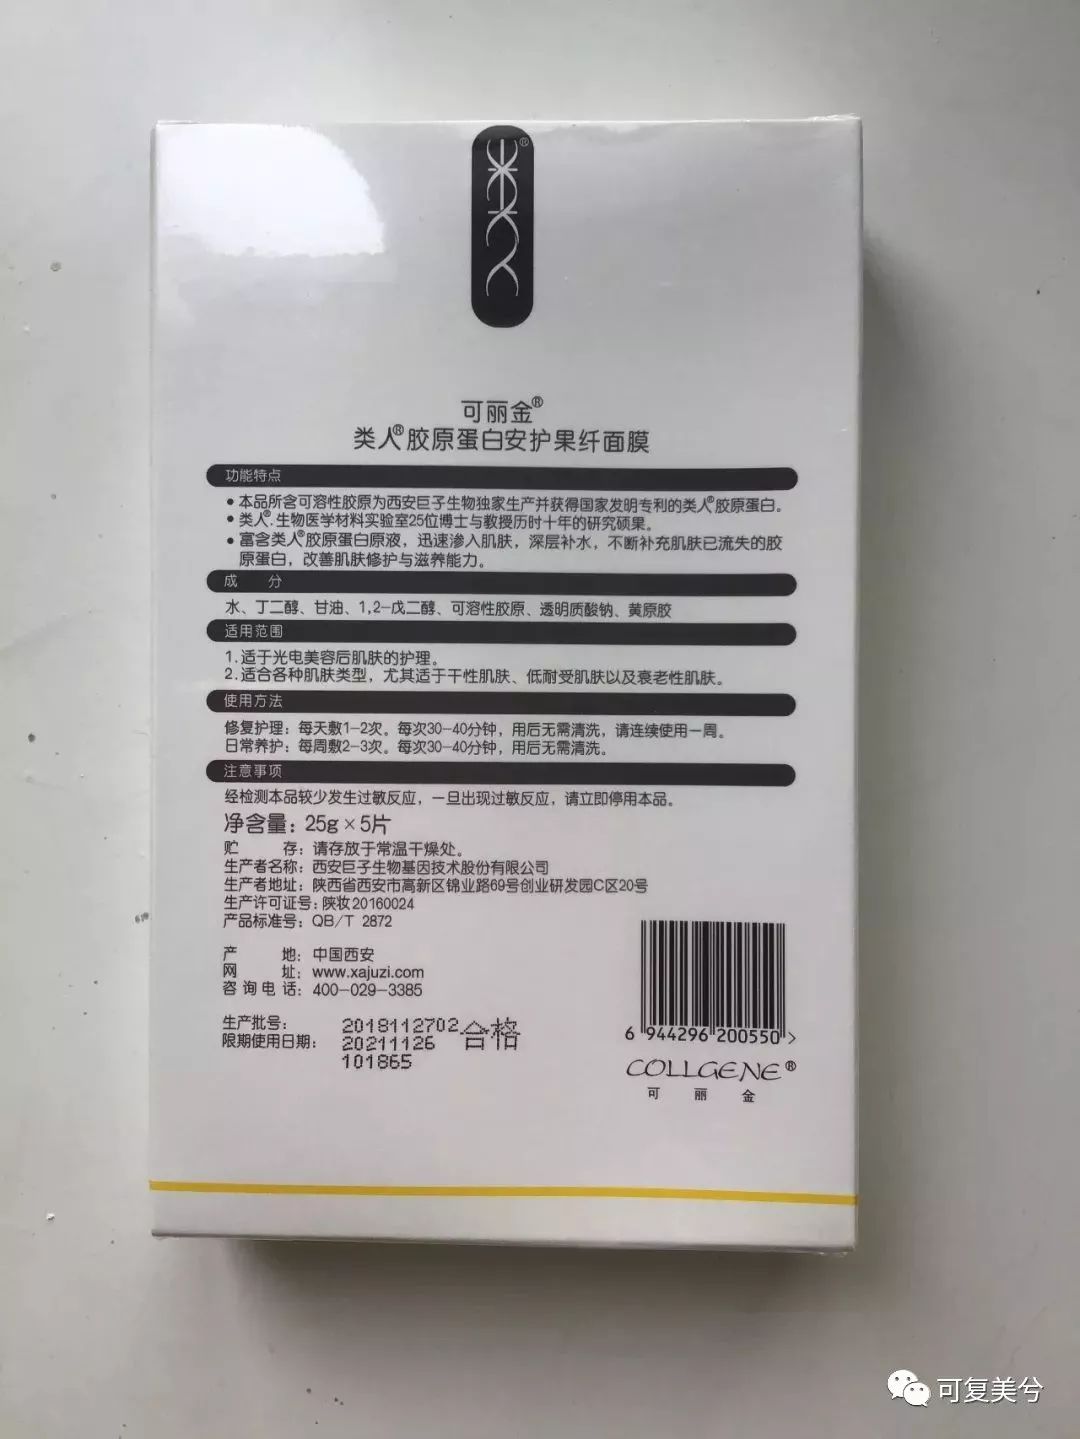 ®
可丽金®
类人®胶原蛋白安护果纤面膜
功能特点
• 本品所含可溶性胶原为西安巨子生物独家生产并获得国家发明专利的类人®胶原蛋白。
• 类人®.生物医学材料实验室25位博士与教授历时十年的研究硕果。
• 富含类人®胶原蛋白原液，迅速渗入肌肤，深层补水，不断补充肌肤已流失的胶
原蛋白，改善肌肤修护与滋养能力。
成 分
水、丁二醇、甘油、1,2-戊二醇、可溶性胶原、透明质酸钠、黄原胶
适用范围
1.适于光电美容后肌肤的护理。
2.适合各种肌肤类型，尤其适于干性肌肤、低耐受肌肤以及衰老性肌肤。
使用方法
修复护理：每天敷1-2次。每次30-40分钟，用后无需清洗，请连续使用一周。
日常养护：每周敷2-3次。每次30-40分钟，用后无需清洗。
注意事项
经检测本品较少发生过敏反应，一旦出现过敏反应，请立即停用本品。
净含量：25g×5片
贮 存：请存放于常温干燥处。
生产者名称：西安巨子生物基因技术股份有限公司
生产者地址：陕西省西安市高新区锦业路69号创业研发园C区20号
生产许可证号：陕妆20160024
产品标准号：QB/T 2872
产 地：中国西安
网 址：www.xajuzi.com
咨询电话：400-029-3385
生产批号： 2018112702 合格
限期使用日期： 20211126
101865
6 944296 200550 >
COLLGENE®
可 丽 金
可复美兮